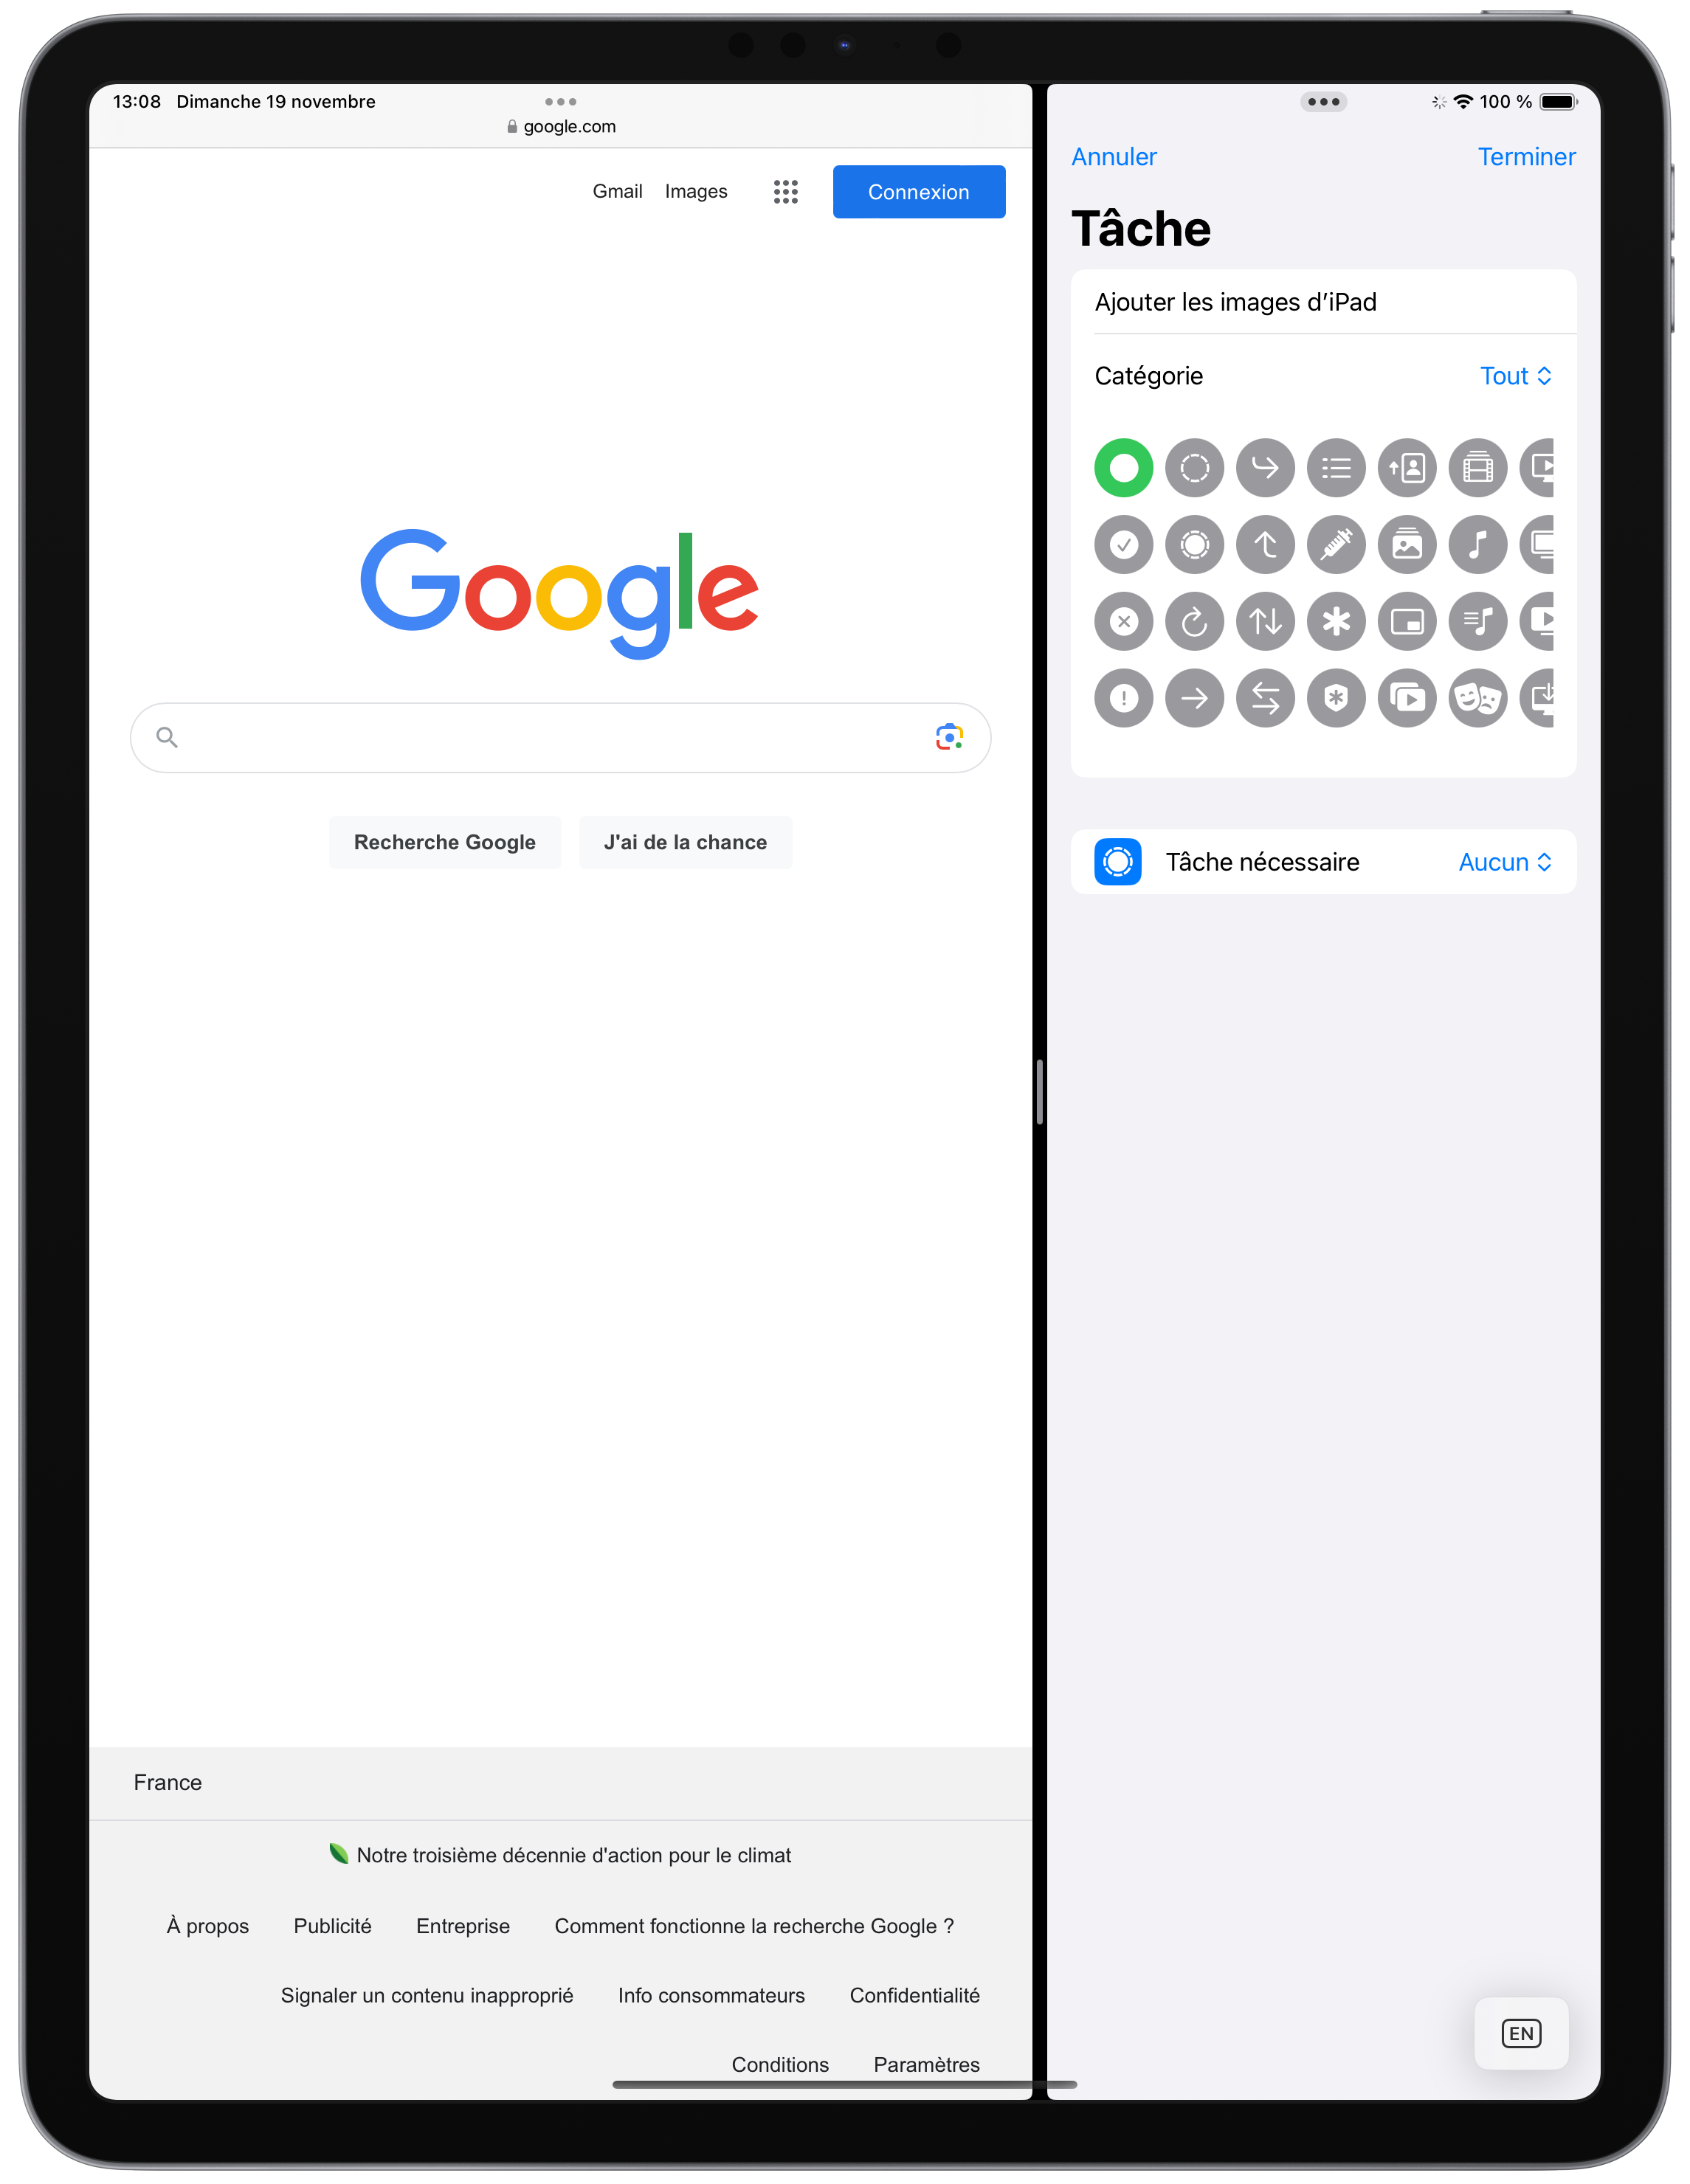 13:08 Dimanche 19 novembre
google.com
Gmail Images Connexion
Google
Recherche Google J'ai de la chance
France
Notre troisième décennie d'action pour le climat
À propos Publicité Entreprise Comment fonctionne la recherche Google ?
Signaler un contenu inapproprié Info consommateurs Confidentialité
Conditions Paramètres
100 %
Annuler Terminer
Tâche
Ajouter les images d’iPad
Catégorie Tout
Tâche nécessaire Aucun
EN